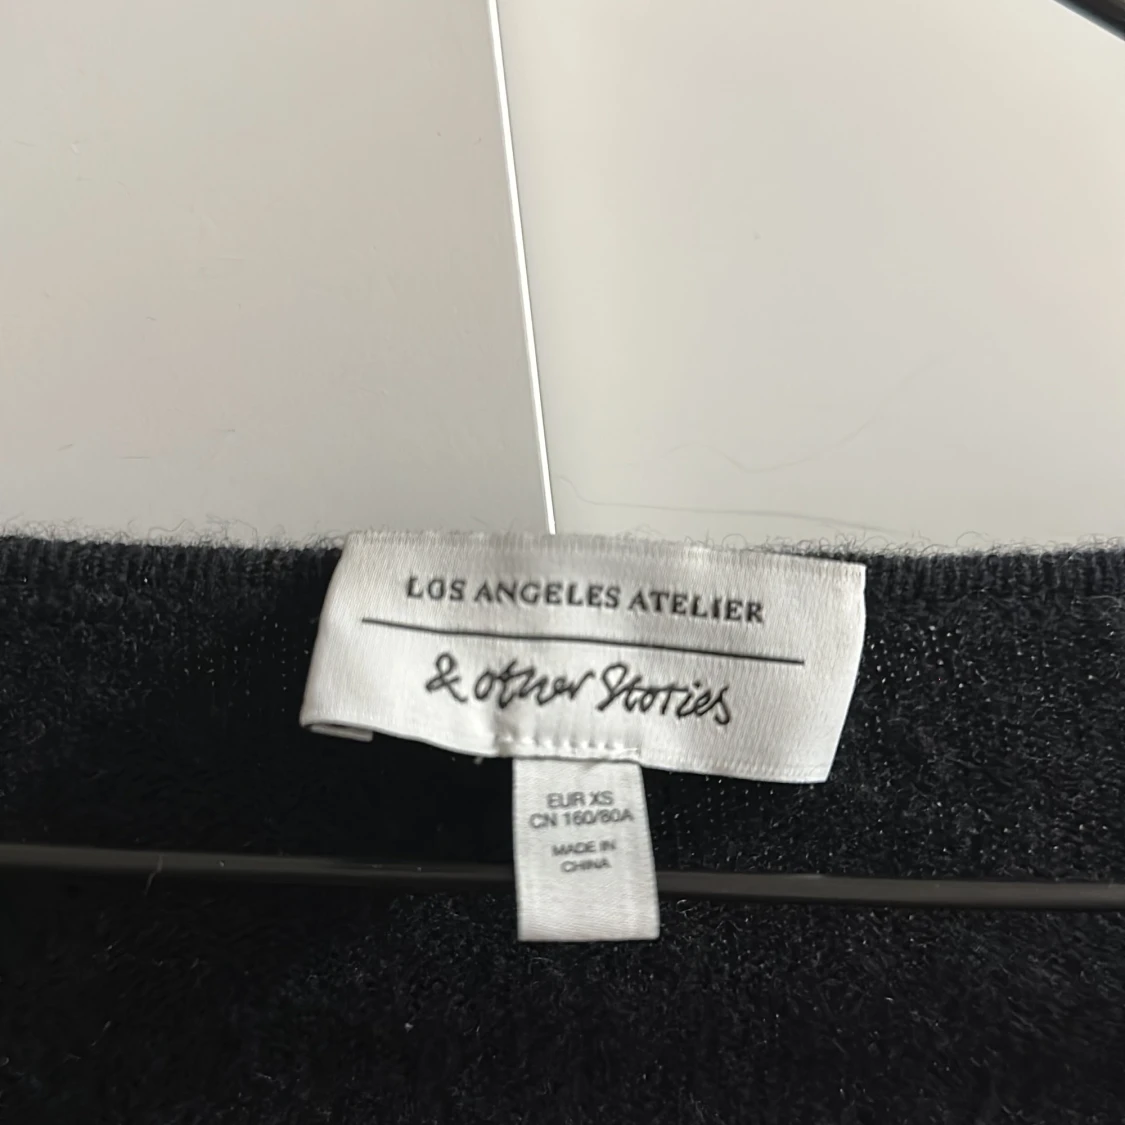 LOS ANGELES ATELIER
& other Stories
EUR XS
CN 160/80A
MADE IN
CHINA